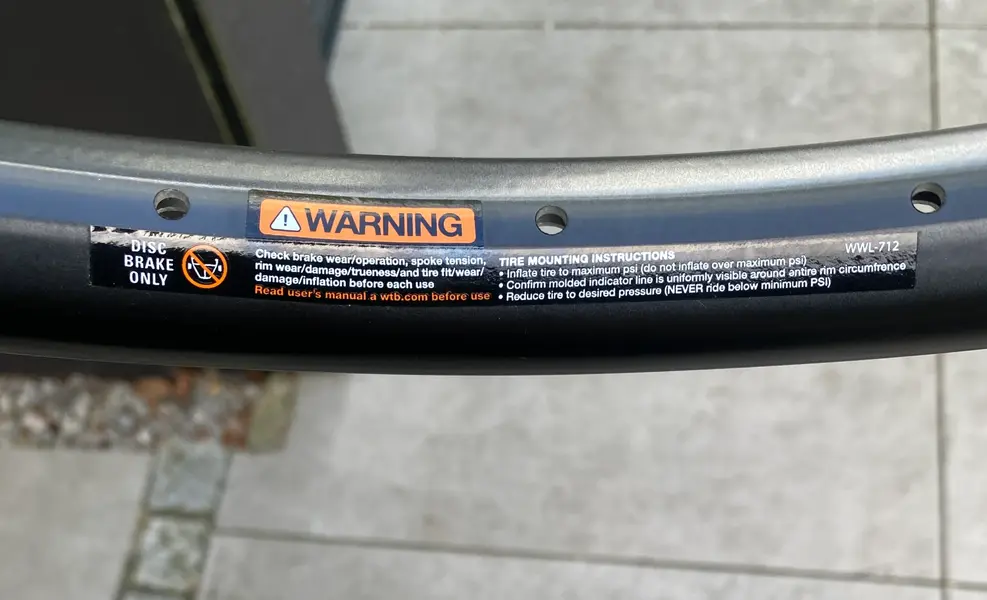 WARNING
DISC
BRAKE
ONLY
Check brake wear/operation, spoke tension,
rim wear/damage/trueness/and tire fit/wear/
damage/inflation before each use
Read user's manual a wtb.com before use
TIRE MOUNTING INSTRUCTIONS
• Inflate tire to maximum psi (do not inflate over maximum psi)
• Confirm molded indicator line is uniformly visible around entire rim circumfrence
• Reduce tire to desired pressure (NEVER ride below minimum PSI)
WWL-712